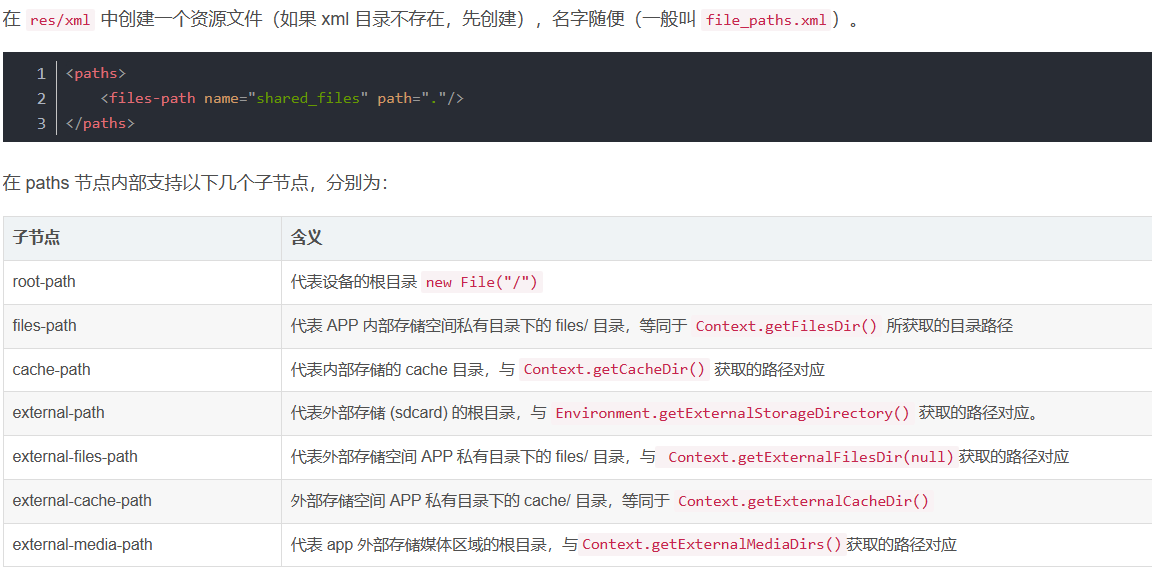 在 res/xml 中创建一个资源文件（如果 xml 目录不存在，先创建），名字随便（一般叫 file_paths.xml ）。
1 <paths>
2     <files-path name="shared_files" path="."/>
3 </paths>
在 paths 节点内部支持以下几个子节点，分别为：
子节点 含义
root-path 代表设备的根目录 new File("/")
files-path 代表 APP 内部存储空间私有目录下的 files/ 目录，等同于 Context.getFilesDir() 所获取的目录路径
cache-path 代表内部存储的 cache 目录，与 Context.getCacheDir() 获取的路径对应
external-path 代表外部存储 (sdcard) 的根目录，与 Environment.getExternalStorageDirectory() 获取的路径对应。
external-files-path 代表外部存储空间 APP 私有目录下的 files/ 目录，与 Context.getExternalFilesDir(null) 获取的路径对应
external-cache-path 外部存储空间 APP 私有目录下的 cache/ 目录，等同于 Context.getExternalCacheDir()
external-media-path 代表 app 外部存储媒体区域的根目录，与 Context.getExternalMediaDirs() 获取的路径对应